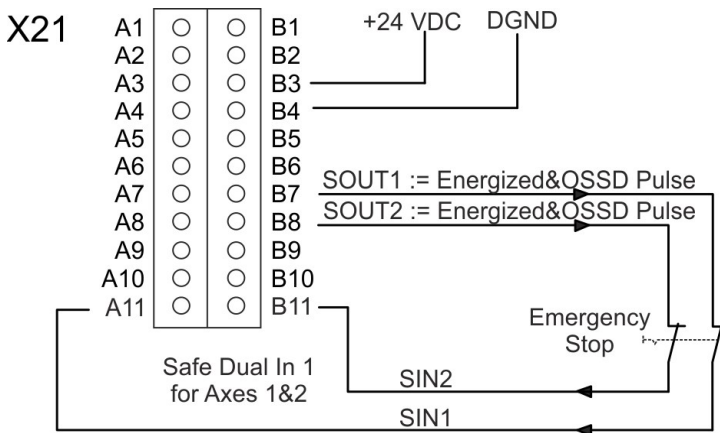 X21
+24 VDC DGND
A1 B1
A2 B2
A3 B3
A4 B4
A5 B5
A6 B6
A7 B7
A8 B8
A9 B9
A10 B10
A11 B11
SOUT1 := Energized&OSSD Pulse
SOUT2 := Energized&OSSD Pulse
Emergency
Stop
Safe Dual In 1
for Axes 1&2
SIN2
SIN1